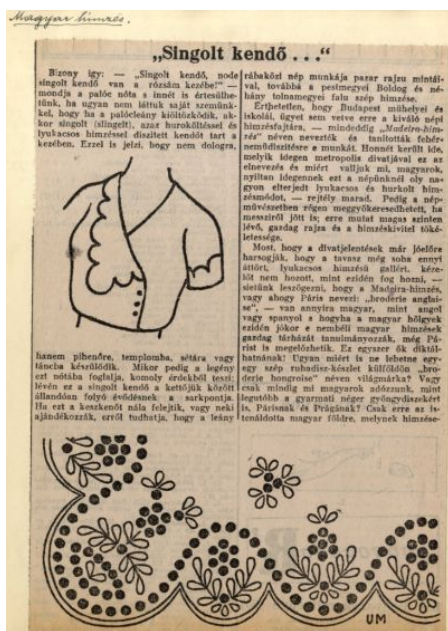 Magyar himzés.
„Singolt kendő . . .“
Bizony így: — „Singolt kendő, node
singolt kendő van a rózsám kezébe!“ —
mondja a palóc nóta s innét is értesülhe-
tünk, ha ugyan nem láttuk saját szemünk-
kel, hogy ha a palócleány kiöltözködik, ak-
kor singolt (slingelt), azaz huroköltéssel és
lyukacsos hímzéssel díszített kendőt tart a
kezében. Ezzel is jelzi, hogy nem dologra,
hanem pihenőre, templomba, sétára vagy
táncba készülődik. Mikor pedig a legény
ezt nótába foglalja, komoly érdekből teszi;
lévén ez a singolt kendő a kettőjük között
állandóan folyó évődésnek a sarkpontja.
Ha ezt a keszkenőt nála felejtik, vagy neki
ajándékozzák, erről tudhatja, hogy a leány
rábaközi nép munkája pazar rajzu mintái-
val, továbbá a pestmegyei Boldog és né-
hány tolnamegyei falu szép hímzése.
Érthetetlen, hogy Budapest műhelyei és
iskolái, ügyet sem vetve erre a kiváló népi
hímzésfajtára, — mindeddig „Madeira-hím-
zés“ néven nevezték és tanították fehér-
neműdíszítésre e munkát. Honnét került ide,
melyik idegen metropolis divatjával ez az
elnevezés és miért valljuk mi, magyarok,
nyiltan idegennek ezt a népünknél oly na-
gyon elterjedt lyukacsos és hurkolt hím-
zésmódot, — rejtély marad. Pedig a nép-
művészetben régen meggyökeresedhetett, ha
messziről jött is; erre mutat magas szinten
lévő, gazdag rajza és a hímzéskivitel töké-
letessége.
Most, hogy a divatjelentések már jóelőre
harsogják, hogy a tavasz még soha ennyi
áttört, lyukacsos hímzésű gallért, kéze-
lőt nem hozott, mint ezidén fog hozni, —
sietünk leszögezni, hogy a Madeira-hímzés,
vagy ahogy Páris nevezi: „broderie anglai-
se“, — van annyira magyar, mint angol
vagy spanyol s hogyha a magyar hölgyek
ezidén jókor e nembéli magyar hímzések
gazdag tárházát tanulmányozzák, még Pá-
rist is megelőzhetik. Ez egyszer ők diktál-
hatnának! Ugyan miért is ne lehetne egy-
egy szép ruhadísz-készlet külföldön „bro-
derie hongroise“ néven világmárka? Vagy
csak mindig mi magyarok adózzunk, mint
legutóbb a gyarmati néger gyöngydíszekért
is, Párisnak és Prágának? Csak erre az is-
tenáldotta magyar földre, melynek hímzése-
UM